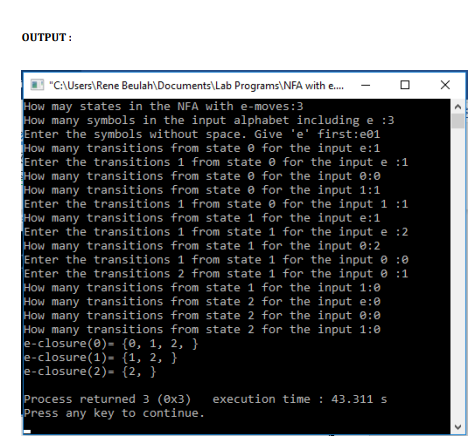 OUTPUT :
"C:\Users\Rene Beulah\Documents\Lab Programs\NFA with e....
How may states in the NFA with e-moves:3
How many symbols in the input alphabet including e :3
Enter the symbols without space. Give 'e' first:e01
How many transitions from state 0 for the input e:1
Enter the transitions 1 from state 0 for the input e :1
How many transitions from state 0 for the input 0:0
How many transitions from state 0 for the input 1:1
Enter the transitions 1 from state 0 for the input 1 :1
How many transitions from state 1 for the input e:1
Enter the transitions 1 from state 1 for the input e :2
How many transitions from state 1 for the input 0:2
Enter the transitions 1 from state 1 for the input 0 :0
Enter the transitions 2 from state 1 for the input 0 :1
How many transitions from state 1 for the input 1:0
How many transitions from state 2 for the input e:0
How many transitions from state 2 for the input 0:0
How many transitions from state 2 for the input 1:0
e-closure(0)= {0, 1, 2, }
e-closure(1)= {1, 2, }
e-closure(2)= {2, }
Process returned 3 (0x3)   execution time : 43.311 s
Press any key to continue.